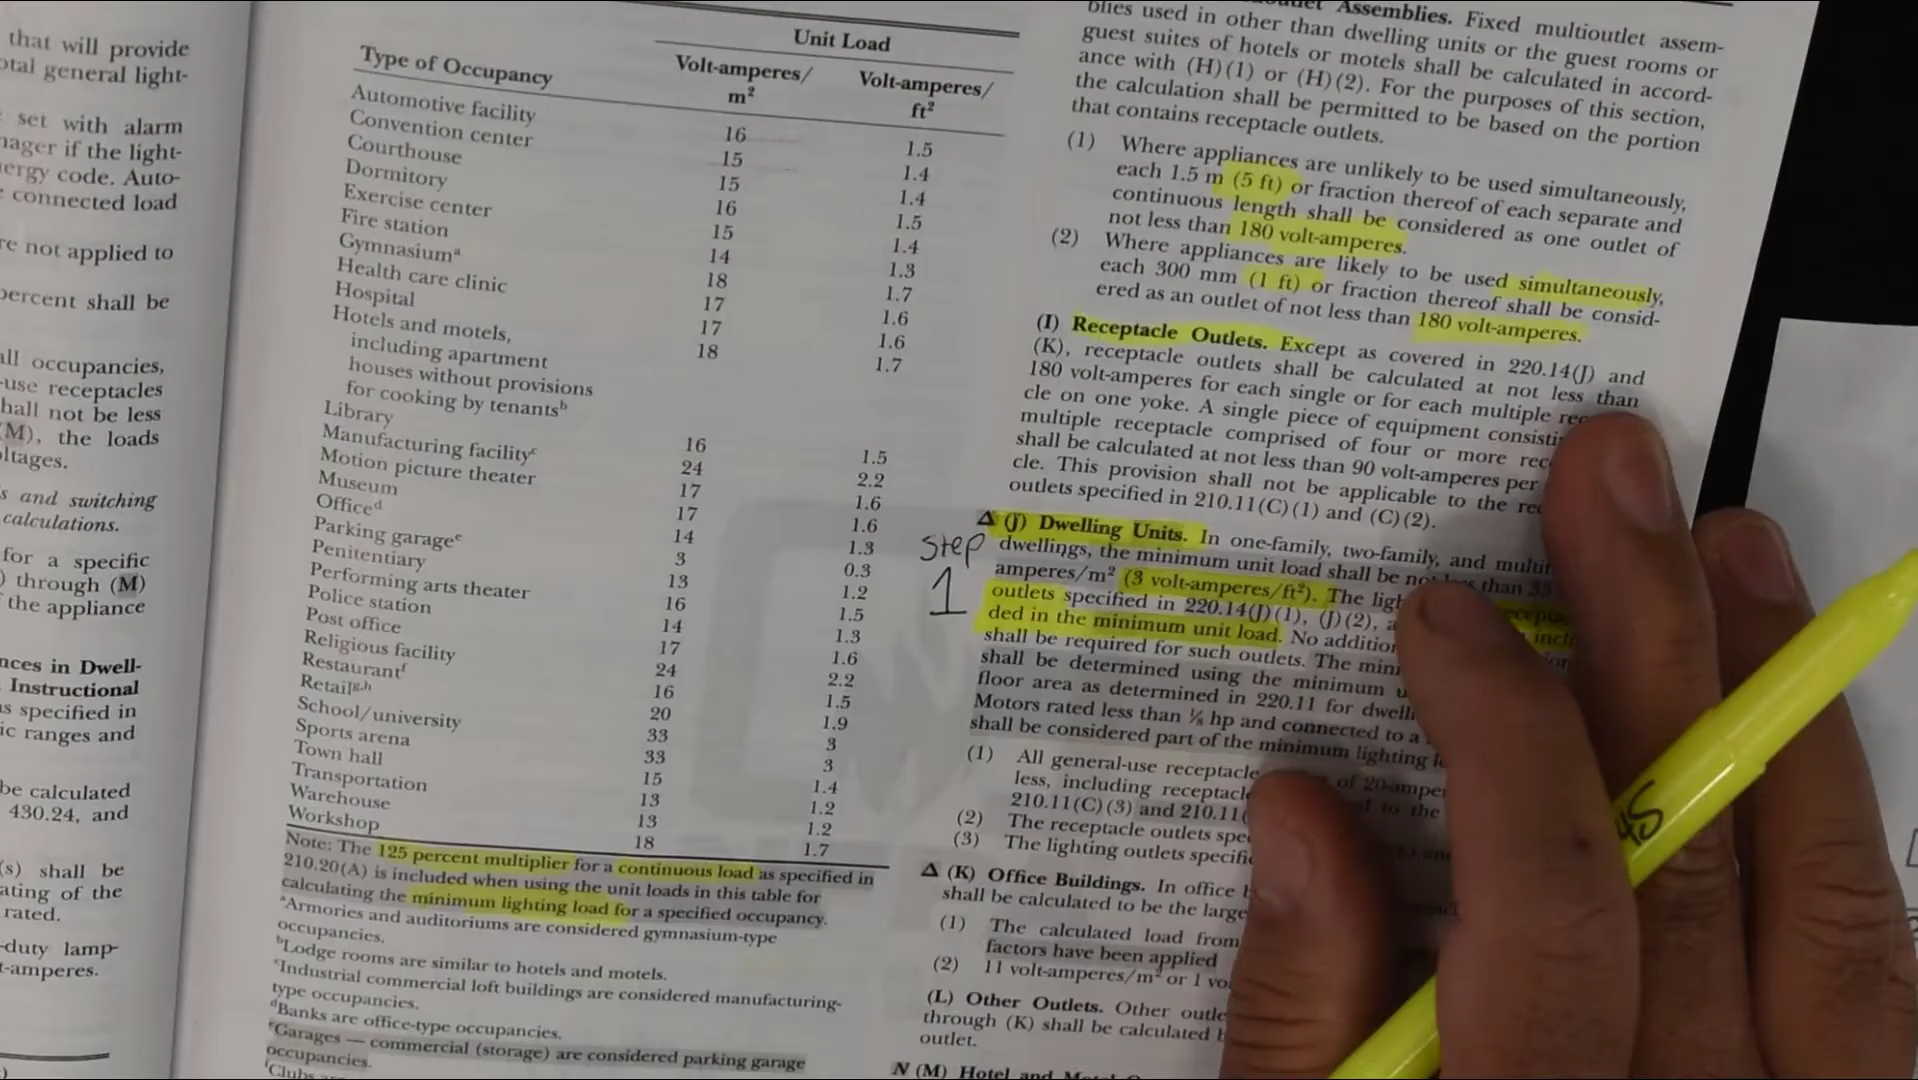 that will provide
otal general light-
set with alarm
nager if the light-
ergy code. Auto-
connected load
re not applied to
percent shall be
all occupancies,
-use receptacles
hall not be less
(M), the loads
oltages.
s and switching
calculations.
for a specific
) through (M)
the appliance
nces in Dwell-
Instructional
as specified in
ic ranges and
be calculated
430.24, and
(s) shall be
ating of the
rated.
-duty lamp-
t-amperes.
Unit Load
Type of Occupancy Volt-amperes/ m² Volt-amperes/ ft²
Automotive facility 16 1.5
Convention center 15 1.4
Courthouse 15 1.4
Dormitory 16 1.5
Exercise center 15 1.4
Fire station 14 1.3
Gymnasiumᵃ 18 1.7
Health care clinic 17 1.6
Hospital 17 1.6
Hotels and motels, 18 1.7
including apartment
houses without provisions
for cooking by tenantsᵇ
Library 16 1.5
Manufacturing facilityᶜ 24 2.2
Motion picture theater 17 1.6
Museum 17 1.6
Officeᵈ 14 1.3
Parking garageᵉ 3 0.3
Penitentiary 13 1.2
Performing arts theater 16 1.5
Police station 14 1.3
Post office 17 1.6
Religious facility 24 2.2
Restaurantᶠ 16 1.5
Retailᵍ,ʰ 20 1.9
School/university 33 3
Sports arena 33 3
Town hall 15 1.4
Transportation 13 1.2
Warehouse 13 1.2
Workshop 18 1.7
Note: The 125 percent multiplier for a continuous load as specified in
210.20(A) is included when using the unit loads in this table for
calculating the minimum lighting load for a specified occupancy.
ᵃArmories and auditoriums are considered gymnasium-type
occupancies.
ᵇLodge rooms are similar to hotels and motels.
ᶜIndustrial commercial loft buildings are considered manufacturing-
type occupancies.
ᵈBanks are office-type occupancies.
ᵉGarages — commercial (storage) are considered parking garage
occupancies.
ᶠClubs
Assemblies. Fixed multioutlet assem-
blies used in other than dwelling units or the guest rooms or
guest suites of hotels or motels shall be calculated in accord-
ance with (H)(1) or (H)(2). For the purposes of this section,
the calculation shall be permitted to be based on the portion
that contains receptacle outlets.
(1) Where appliances are unlikely to be used simultaneously,
each 1.5 m (5 ft) or fraction thereof of each separate and
continuous length shall be considered as one outlet of
not less than 180 volt-amperes.
(2) Where appliances are likely to be used simultaneously,
each 300 mm (1 ft) or fraction thereof shall be consid-
ered as an outlet of not less than 180 volt-amperes.
(I) Receptacle Outlets. Except as covered in 220.14(J) and
(K), receptacle outlets shall be calculated at not less than
180 volt-amperes for each single or for each multiple rec
cle on one yoke. A single piece of equipment consisti
multiple receptacle comprised of four or more rec
shall be calculated at not less than 90 volt-amperes per
cle. This provision shall not be applicable to the re
outlets specified in 210.11(C)(1) and (C)(2).
Step 1
Δ (J) Dwelling Units. In one-family, two-family, and multi
dwellings, the minimum unit load shall be not less than 33
amperes/m² (3 volt-amperes/ft²). The ligh
outlets specified in 220.14(J)(1), (J)(2), a
ded in the minimum unit load. No addition
shall be required for such outlets. The mini
shall be determined using the minimum u
floor area as determined in 220.11 for dwelli
Motors rated less than ⅛ hp and connected to a
shall be considered part of the minimum lighting l
(1) All general-use receptacle of 20-amper
less, including receptacl to the
210.11(C)(3) and 210.11(
(2) The receptacle outlets spe
(3) The lighting outlets specifi
Δ (K) Office Buildings. In office b
shall be calculated to be the large
(1) The calculated load from
factors have been applied
(2) 11 volt-amperes/m² or 1 vo
(L) Other Outlets. Other outle
through (K) shall be calculated b
outlet.
N (M) Hotel and Motel